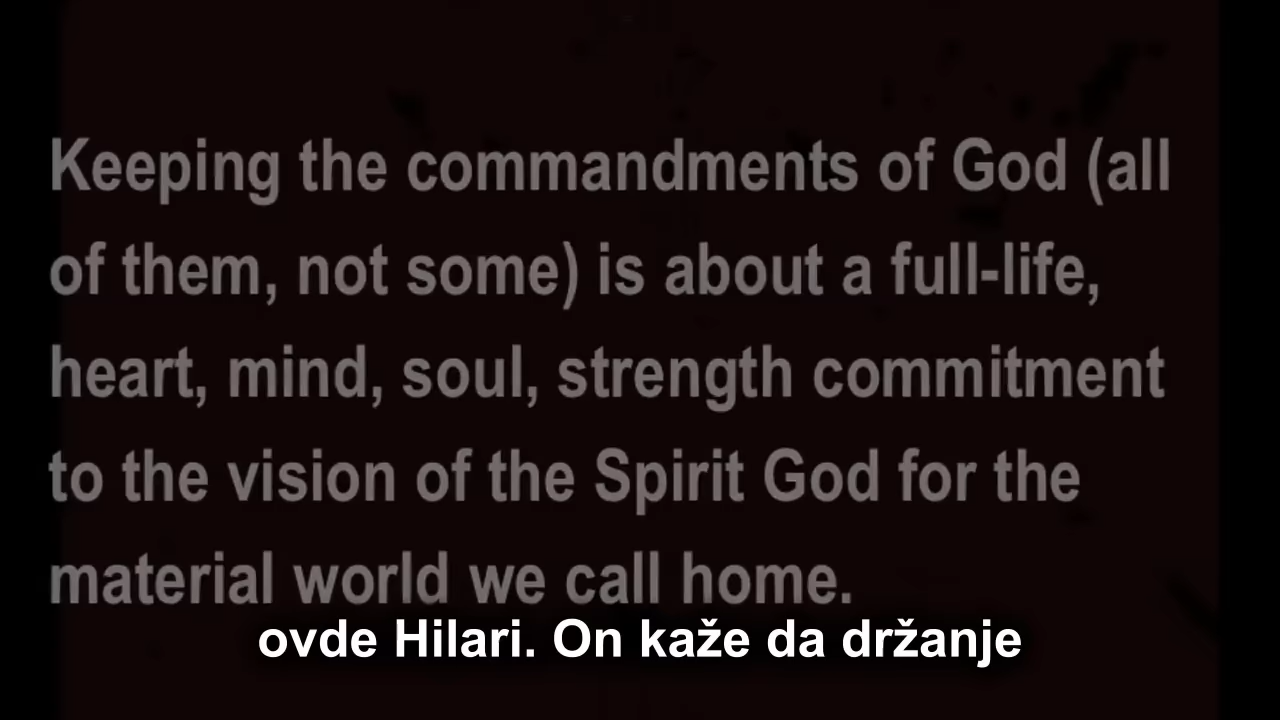 Keeping the commandments of God (all
of them, not some) is about a full-life,
heart, mind, soul, strength commitment
to the vision of the Spirit God for the
material world we call home.
ovde Hilari. On kaže da držanje